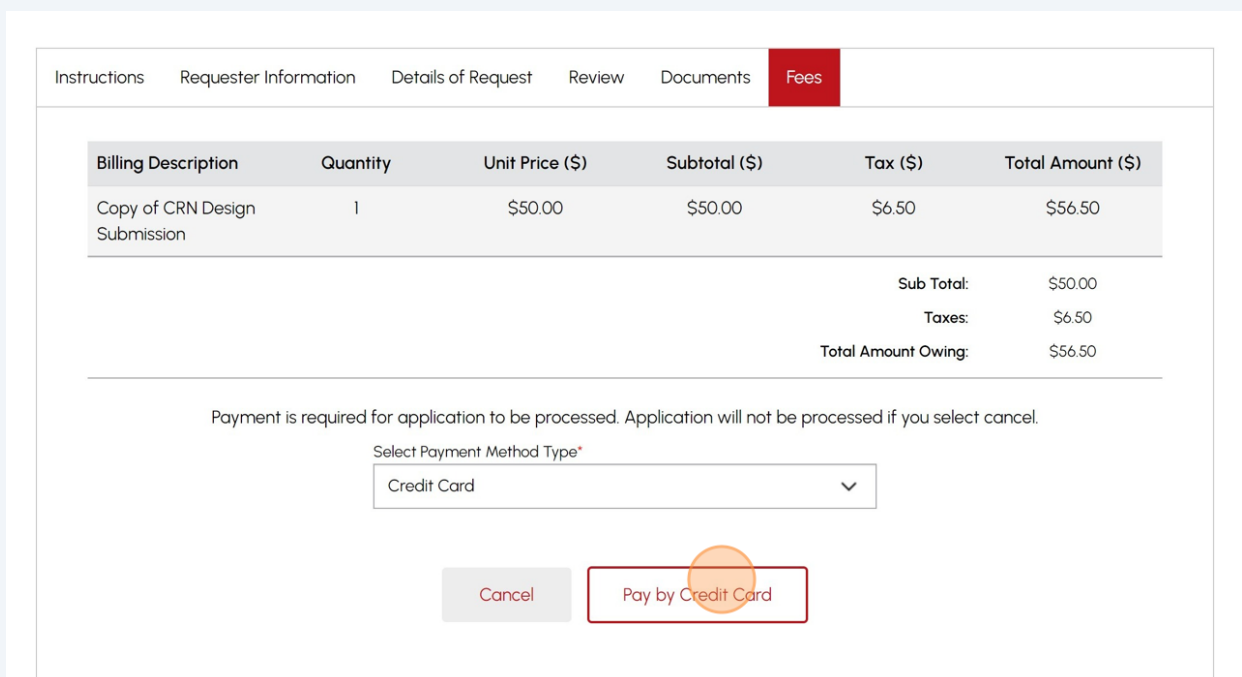 Instructions Requester Information Details of Request Review Documents Fees
Billing Description Quantity Unit Price ($) Subtotal ($) Tax ($) Total Amount ($)
Copy of CRN Design 1 $50.00 $50.00 $6.50 $56.50
Submission
Sub Total: $50.00
Taxes: $6.50
Total Amount Owing: $56.50
Payment is required for application to be processed. Application will not be processed if you select cancel.
Select Payment Method Type*
Credit Card
Cancel Pay by Credit Card